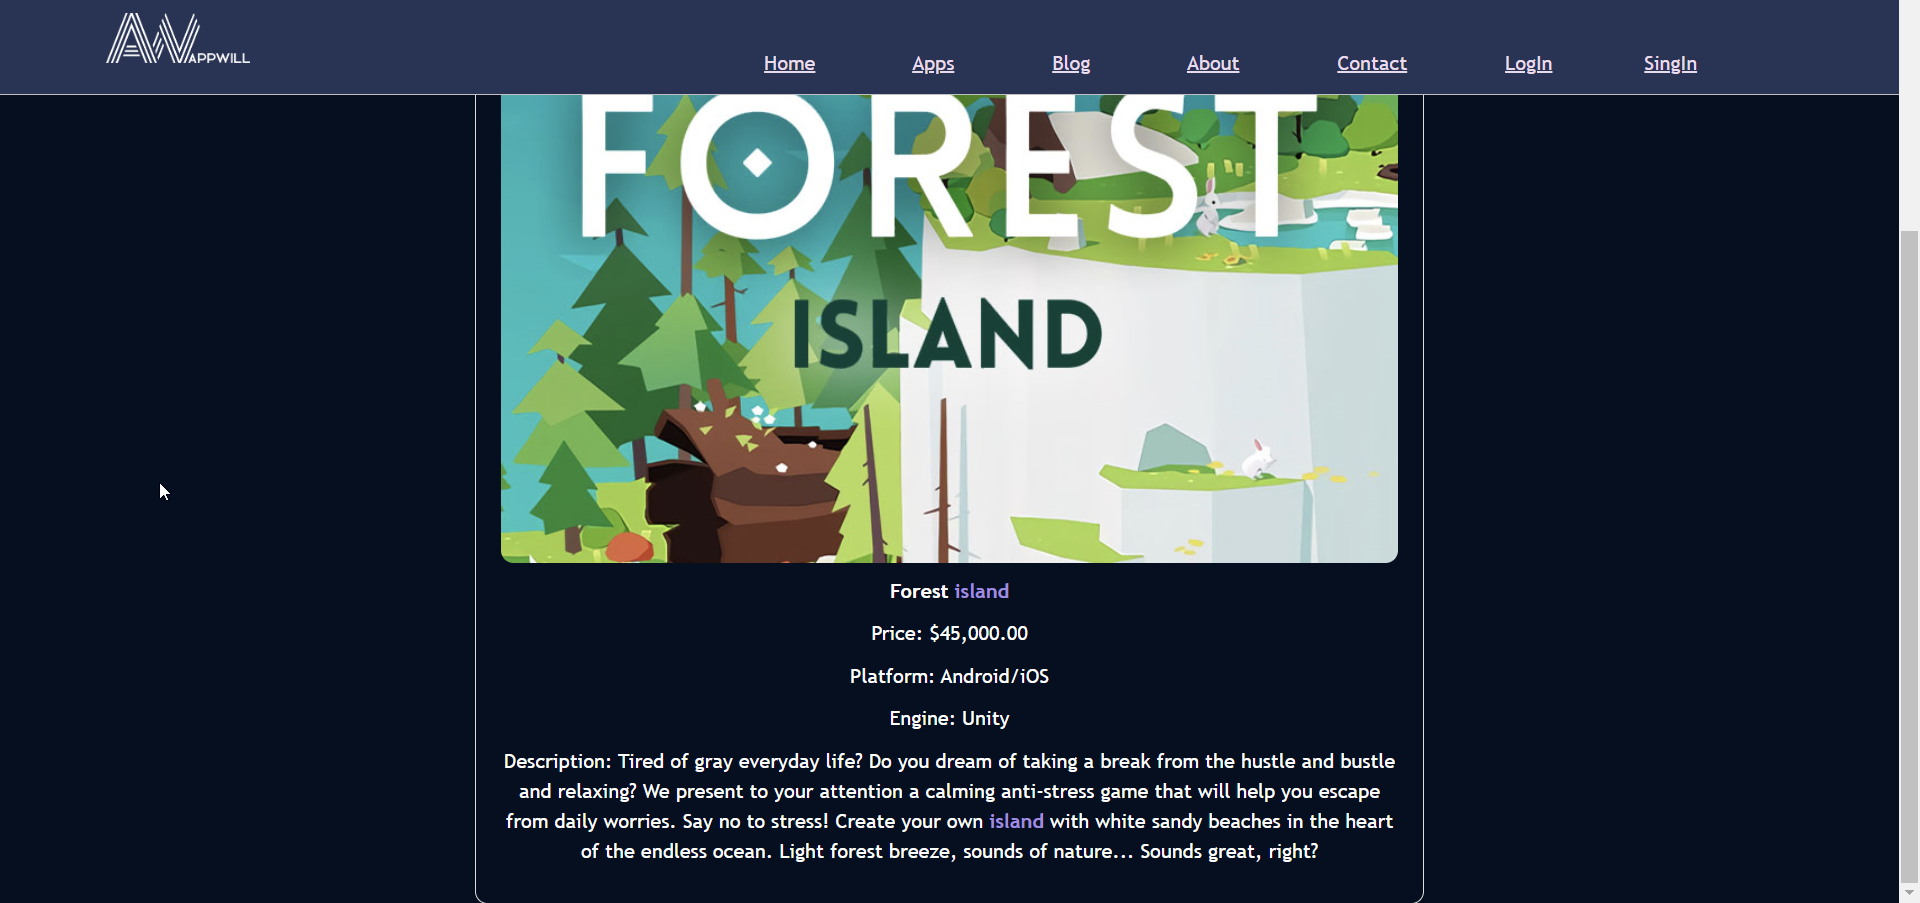 AW APPWILL
Home Apps Blog About Contact LogIn SingIn
FOREST
ISLAND
Forest island
Price: $45,000.00
Platform: Android/iOS
Engine: Unity
Description: Tired of gray everyday life? Do you dream of taking a break from the hustle and bustle
and relaxing? We present to your attention a calming anti-stress game that will help you escape
from daily worries. Say no to stress! Create your own island with white sandy beaches in the heart
of the endless ocean. Light forest breeze, sounds of nature... Sounds great, right?